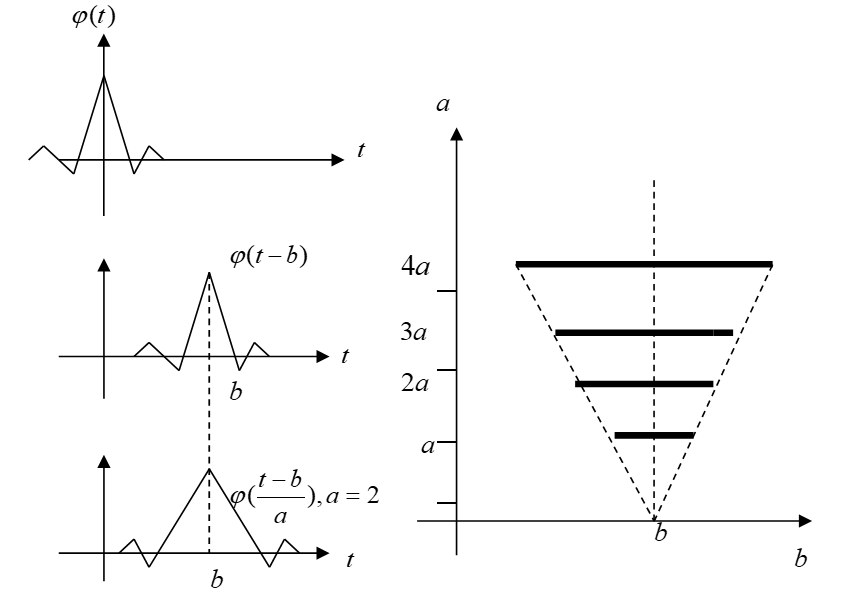 φ(t)
t
φ(t − b)
t
b
φ((t − b)/a), a = 2
t
b
a
4a
3a
2a
a
b
b